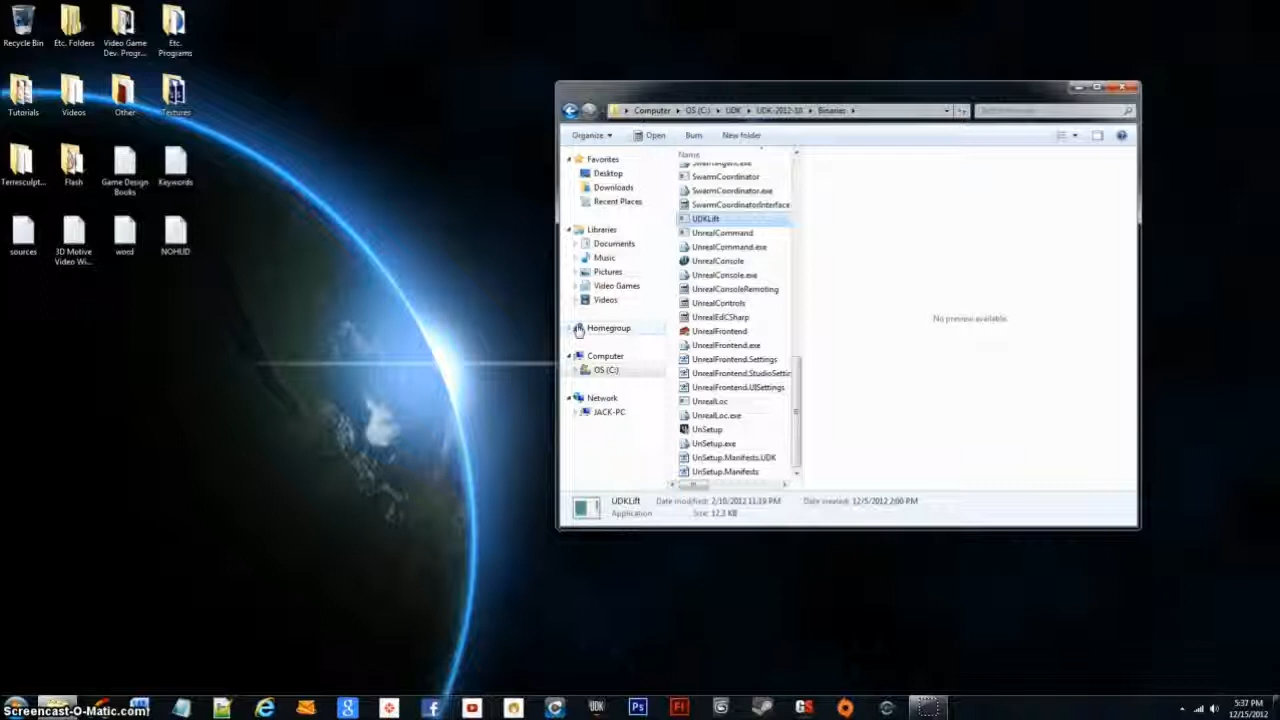 Recycle Bin
Etc. Folders
Video Game Dev. Progr...
Etc. Programs
Tutorials
Videos
Other
Textures
Terresculpt...
Flash
Game Design Books
Keywords
ources
3D Motive Video Wi...
word
NOHUD
Computer
OS (C:)
UDK
UDK-2012-10
Binaries
Organize
Open
Burn
New folder
Favorites
Desktop
Downloads
Recent Places
Libraries
Documents
Music
Pictures
Video Games
Videos
Homegroup
Computer
OS (C:)
Network
JACK-PC
Name
SwarmAgent.exe
SwarmCoordinator
SwarmCoordinator.exe
SwarmCoordinatorInterface
UDKLift
UnrealCommand
UnrealCommand.exe
UnrealConsole
UnrealConsole.exe
UnrealConsoleRemoting
UnrealControls
UnrealEdCSharp
UnrealFrontend
UnrealFrontend.exe
UnrealFrontend.Settings
UnrealFrontend.StudioSettin
UnrealFrontend.UISettings
UnrealLoc
UnrealLoc.exe
UnSetup
UnSetup.exe
UnSetup.Manifests.UDK
UnSetup.Manifests
No preview available.
UDKLift Date modified: 2/10/2012 11:19 PM Date created: 12/5/2012 2:00 PM
Application Size: 12.3 KB
5:37 PM
12/15/2012
Screencast-O-Matic.com